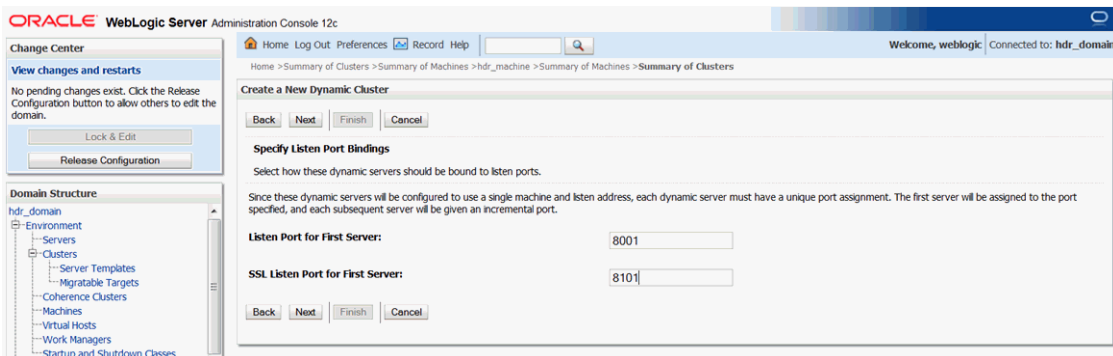 ORACLE WebLogic Server Administration Console 12c
Change Center
View changes and restarts
No pending changes exist. Click the Release
Configuration button to allow others to edit the
domain.
Lock & Edit
Release Configuration
Domain Structure
hdr_domain
Environment
Servers
Clusters
Server Templates
Migratable Targets
Coherence Clusters
Machines
Virtual Hosts
Work Managers
Startup and Shutdown Classes
Home Log Out Preferences Record Help
Welcome, weblogic Connected to: hdr_domain
Home >Summary of Clusters >Summary of Machines >hdr_machine >Summary of Machines >Summary of Clusters
Create a New Dynamic Cluster
Back Next Finish Cancel
Specify Listen Port Bindings
Select how these dynamic servers should be bound to listen ports.
Since these dynamic servers will be configured to use a single machine and listen address, each dynamic server must have a unique port assignment. The first server will be assigned to the port
specified, and each subsequent server will be given an incremental port.
Listen Port for First Server: 8001
SSL Listen Port for First Server: 8101
Back Next Finish Cancel